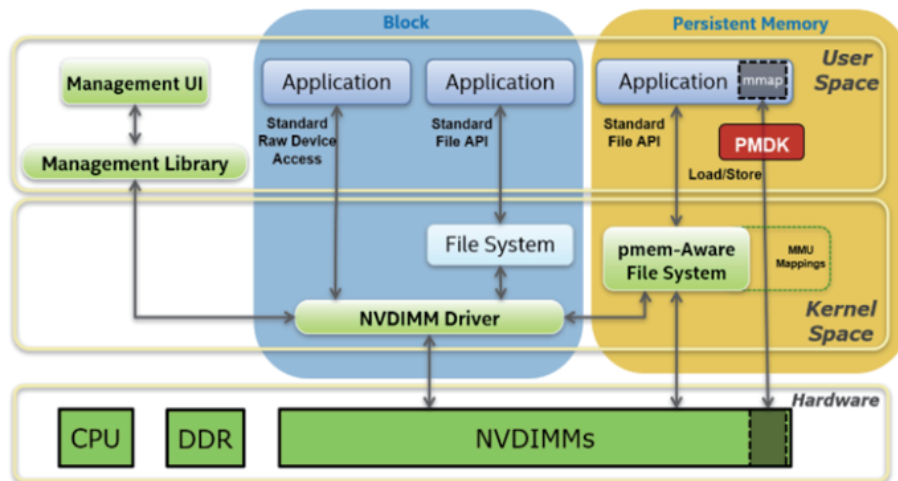 Block
Persistent Memory
User
Space
Management UI
Application
Application
Application
mmap
Standard
Raw Device
Access
Standard
File API
Standard
File API
PMDK
Management Library
Load/Store
File System
pmem-Aware
File System
MMU
Mappings
NVDIMM Driver
Kernel
Space
Hardware
CPU
DDR
NVDIMMs